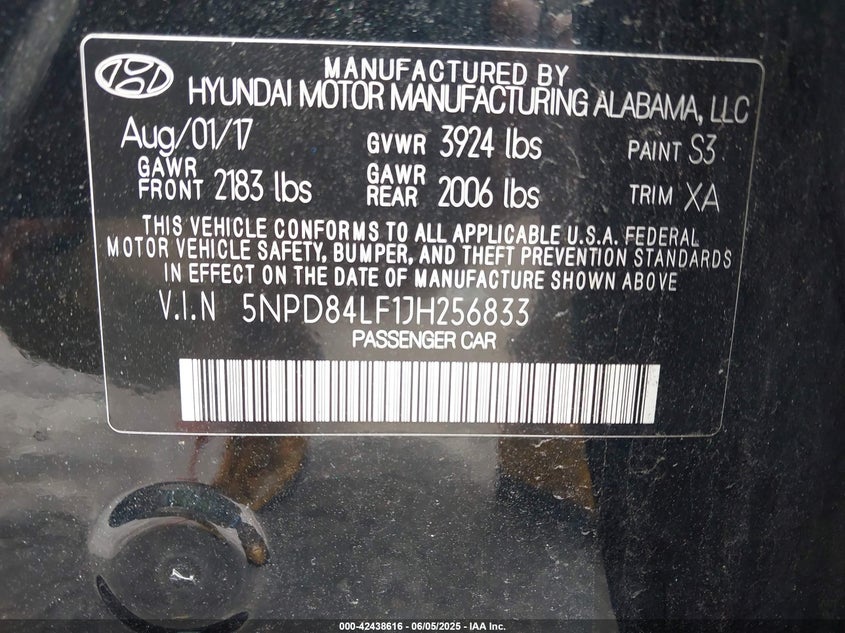 MANUFACTURED BY
HYUNDAI MOTOR MANUFACTURING ALABAMA, LLC
Aug/01/17 GVWR 3924 lbs PAINT S3
GAWR FRONT 2183 lbs GAWR REAR 2006 lbs TRIM XA
THIS VEHICLE CONFORMS TO ALL APPLICABLE U.S.A. FEDERAL
MOTOR VEHICLE SAFETY, BUMPER, AND THEFT PREVENTION STANDARDS
IN EFFECT ON THE DATE OF MANUFACTURE SHOWN ABOVE
V.I.N 5NPD84LF1JH256833
PASSENGER CAR
000-42438616 - 06/05/2025 - IAA Inc.